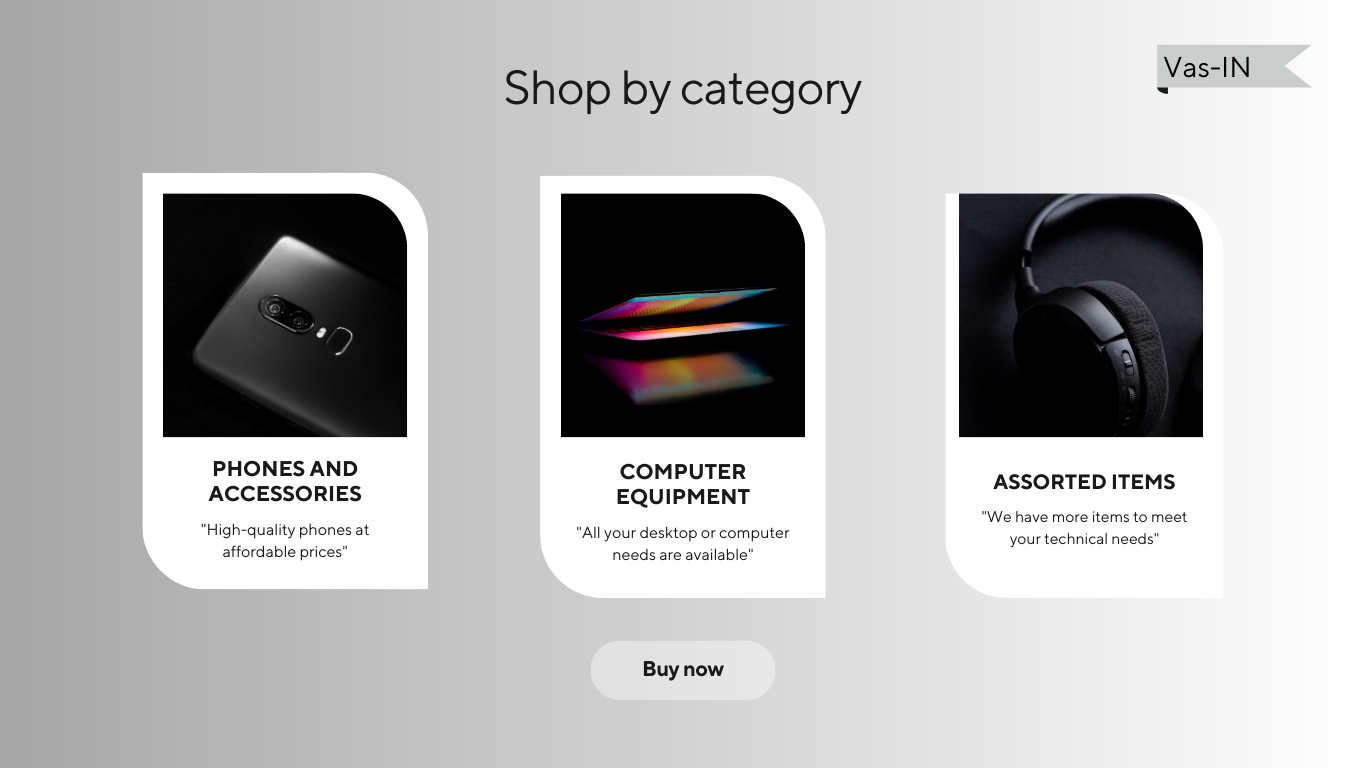 Vas-IN
Shop by category
PHONES AND
ACCESSORIES
"High-quality phones at
affordable prices"
COMPUTER
EQUIPMENT
"All your desktop or computer
needs are available"
ASSORTED ITEMS
"We have more items to meet
your technical needs"
Buy now